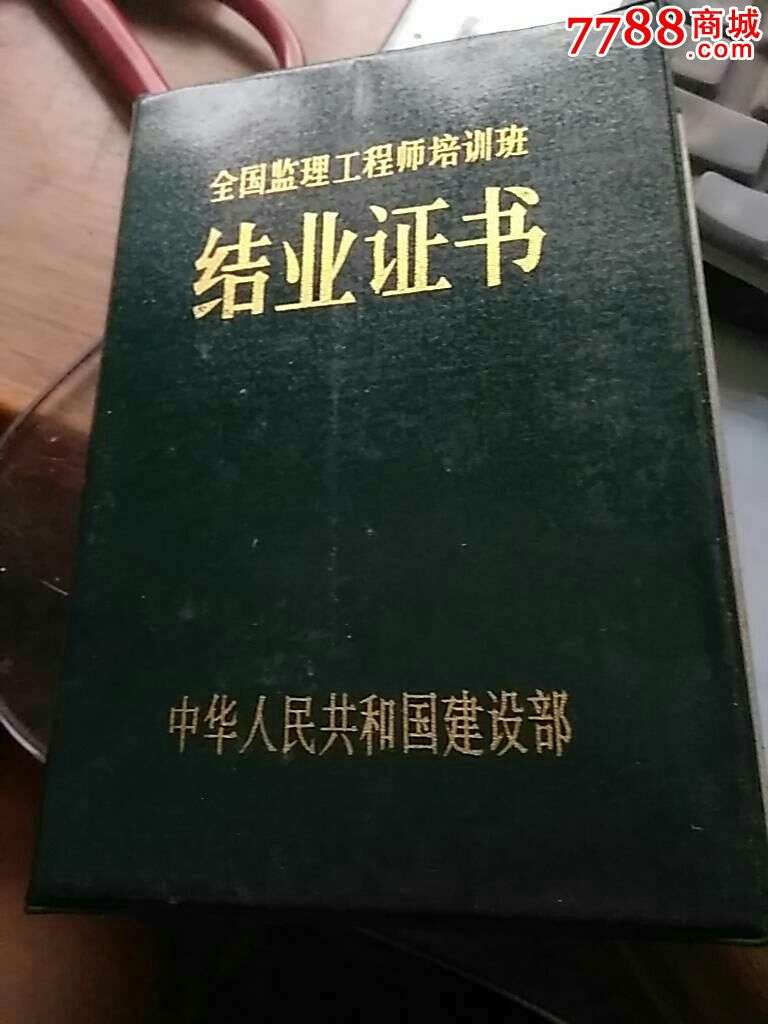 7788商城
.com
全国监理工程师培训班
结业证书
中华人民共和国建设部